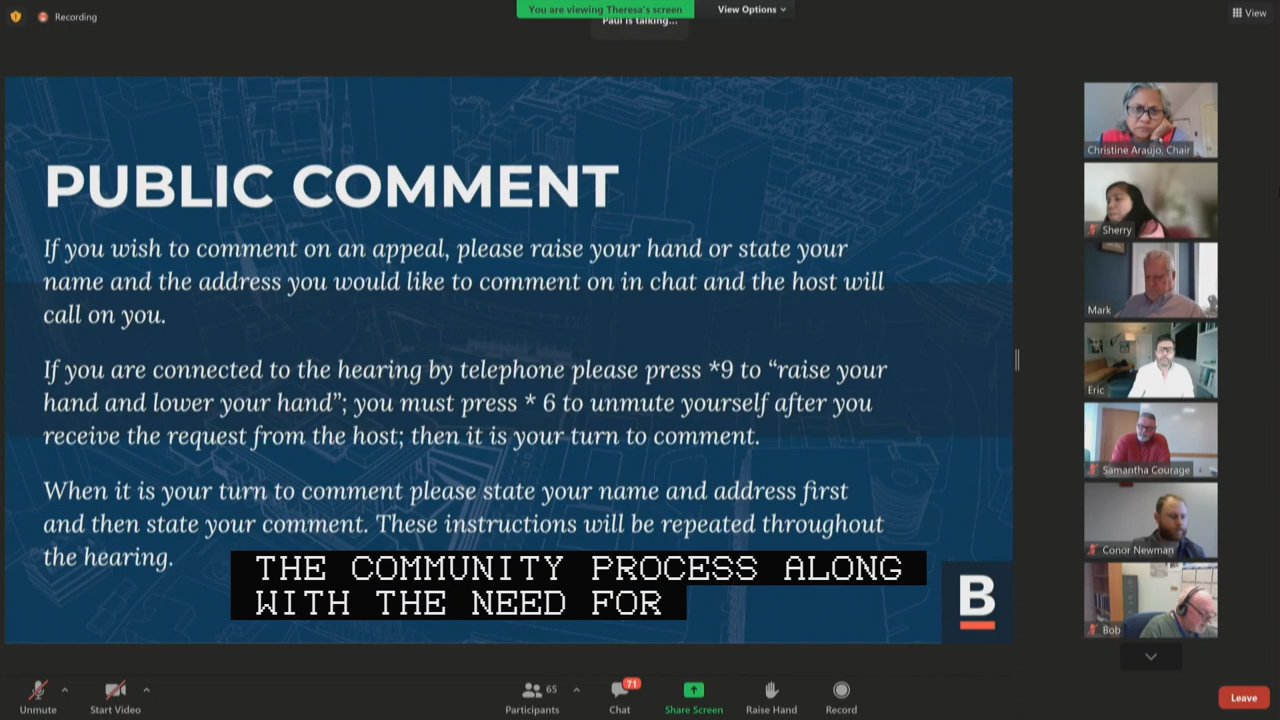 You are viewing Theresa's screen
View Options
Recording
Paul is talking...
View
PUBLIC COMMENT
If you wish to comment on an appeal, please raise your hand or state your
name and the address you would like to comment on in chat and the host will
call on you.
If you are connected to the hearing by telephone please press *9 to “raise your
hand and lower your hand”; you must press * 6 to unmute yourself after you
receive the request from the host; then it is your turn to comment.
When it is your turn to comment please state your name and address first
and then state your comment. These instructions will be repeated throughout
the hearing.
THE COMMUNITY PROCESS ALONG
WITH THE NEED FOR
B
Christine Araujo, Chair
Sherry
Mark
Eric
Samantha Courage
Conor Newman
Bob
Unmute
Start Video
65
Participants
71
Chat
Share Screen
Raise Hand
Record
Leave